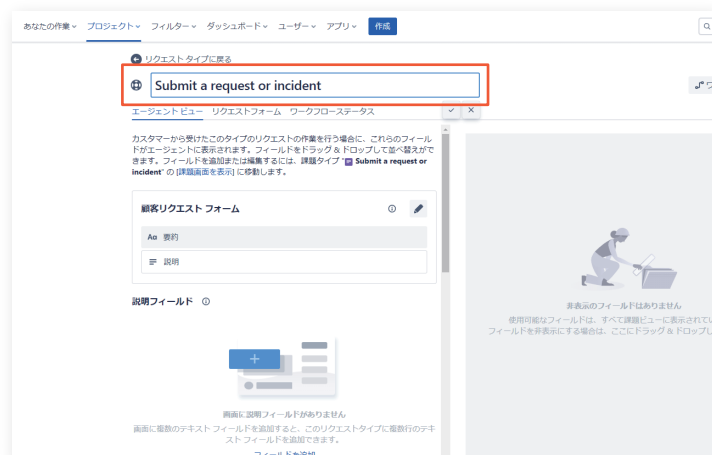 あなたの作業 プロジェクト フィルター ダッシュボード ユーザー アプリ 作成
リクエスト タイプに戻る
Submit a request or incident
エージェント ビュー リクエストフォーム ワークフローステータス
カスタマーから受けたこのタイプのリクエストの作業を行う場合に、これらのフィール
ドがエージェントに表示されます。フィールドをドラッグ & ドロップして並べ替えがで
きます。フィールドを追加または編集するには、課題タイプ "Submit a request or
incident" の [課題画面を表示] に移動します。
顧客リクエスト フォーム
Aa 要約
説明
説明フィールド
画面に説明フィールドがありません
画面に複数のテキスト フィールドを追加すると、このリクエストタイプに複数行のテキ
スト フィールドを追加できます。
フィールドを追加
非表示のフィールドはありません
使用可能なフィールドは、すべて課題ビューに表示されてい
フィールドを非表示にする場合は、ここにドラッグ & ドロップし